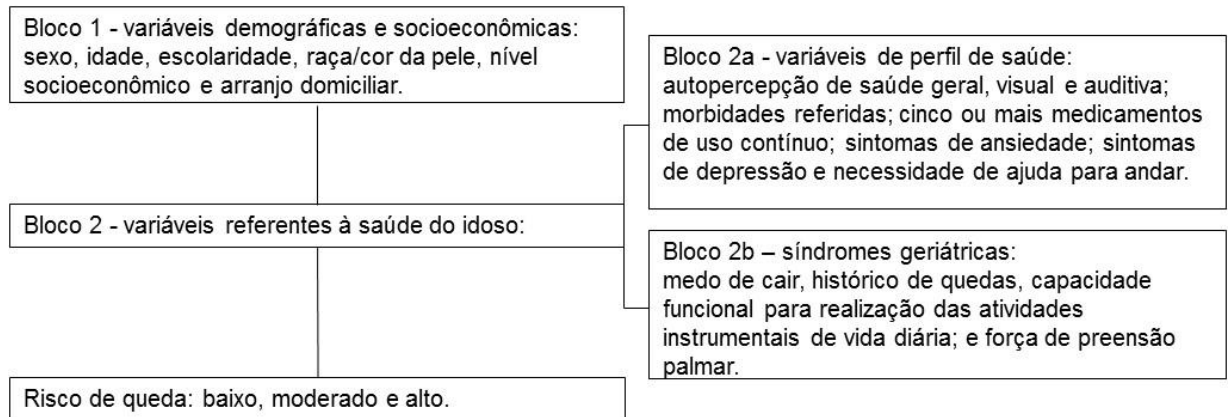 Bloco 1 - variáveis demográficas e socioeconômicas:
sexo, idade, escolaridade, raça/cor da pele, nível
socioeconômico e arranjo domiciliar.
Bloco 2a - variáveis de perfil de saúde:
autopercepção de saúde geral, visual e auditiva;
morbidades referidas; cinco ou mais medicamentos
de uso contínuo; sintomas de ansiedade; sintomas
de depressão e necessidade de ajuda para andar.
Bloco 2 - variáveis referentes à saúde do idoso:
Bloco 2b – síndromes geriátricas:
medo de cair, histórico de quedas, capacidade
funcional para realização das atividades
instrumentais de vida diária; e força de preensão
palmar.
Risco de queda: baixo, moderado e alto.